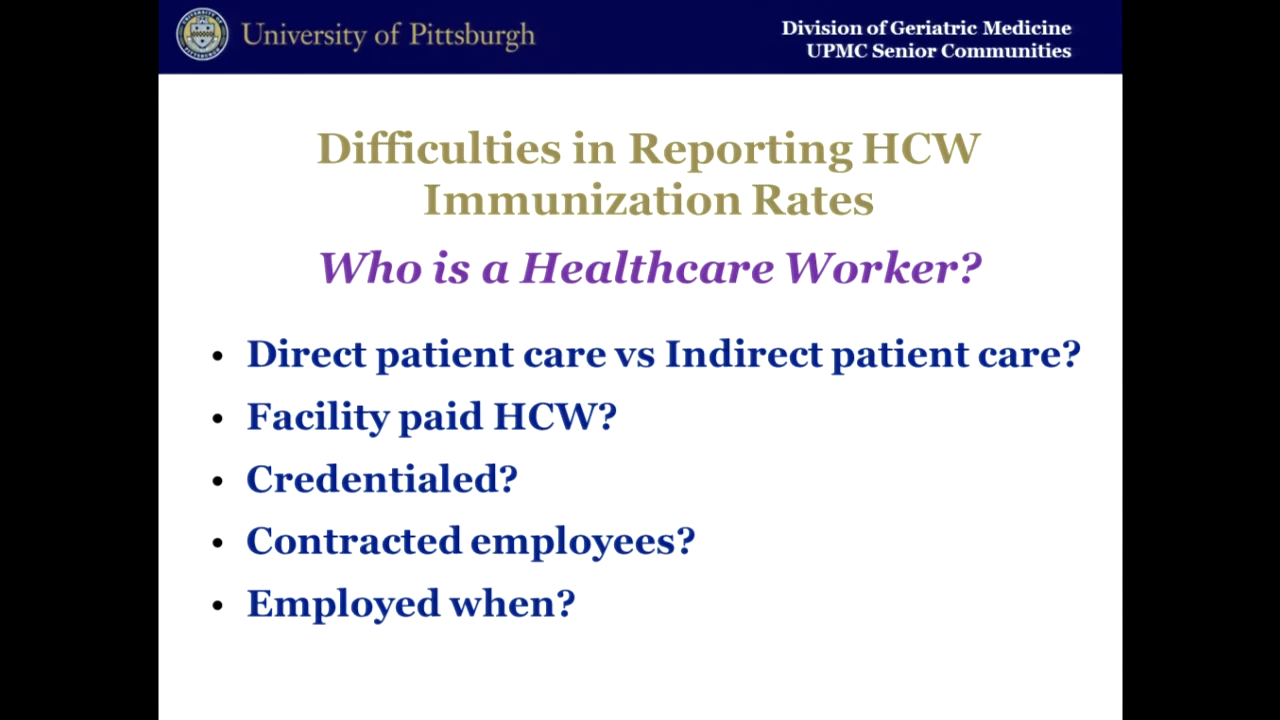 University of Pittsburgh
Division of Geriatric Medicine
UPMC Senior Communities
Difficulties in Reporting HCW
Immunization Rates
Who is a Healthcare Worker?
• Direct patient care vs Indirect patient care?
• Facility paid HCW?
• Credentialed?
• Contracted employees?
• Employed when?